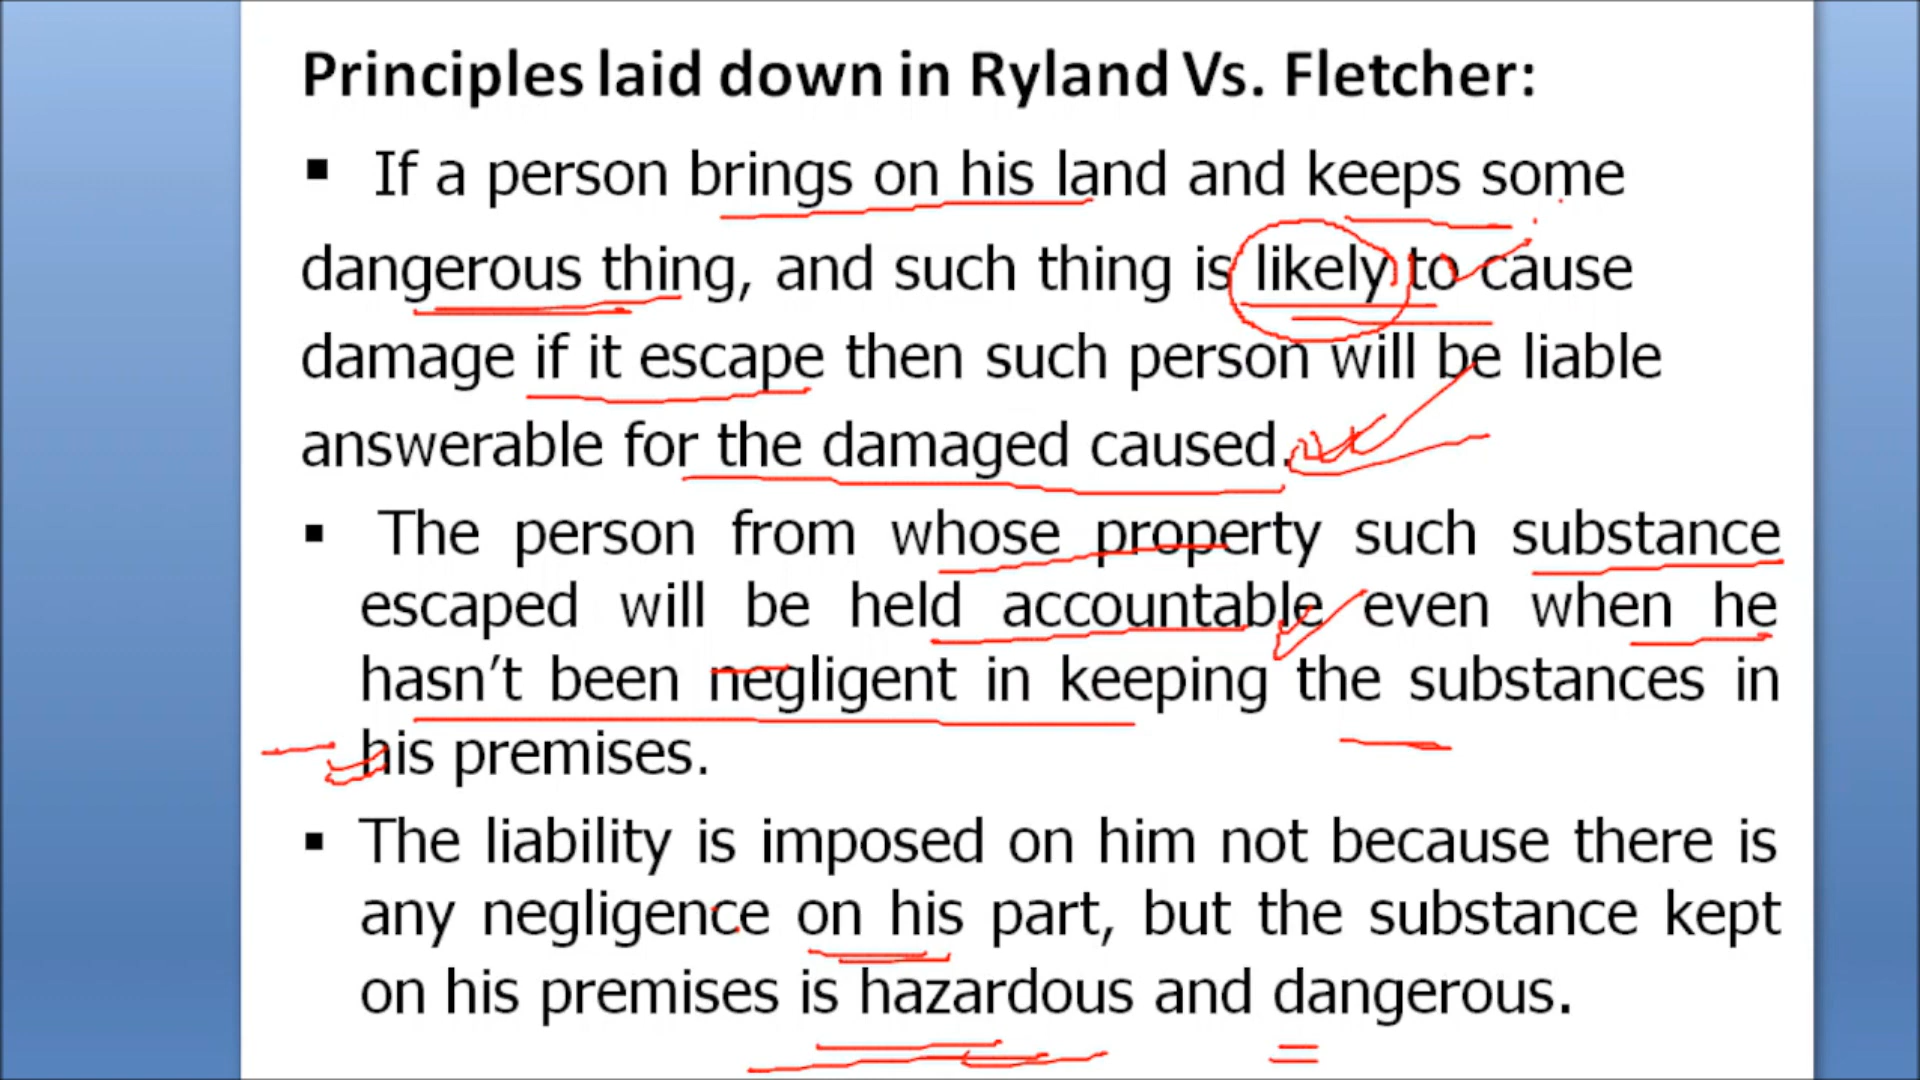 Principles laid down in Ryland Vs. Fletcher:
▪ If a person brings on his land and keeps some
dangerous thing, and such thing is likely to cause
damage if it escape then such person will be liable
answerable for the damaged caused.
▪ The person from whose property such substance
escaped will be held accountable even when he
hasn’t been negligent in keeping the substances in
his premises.
▪ The liability is imposed on him not because there is
any negligence on his part, but the substance kept
on his premises is hazardous and dangerous.